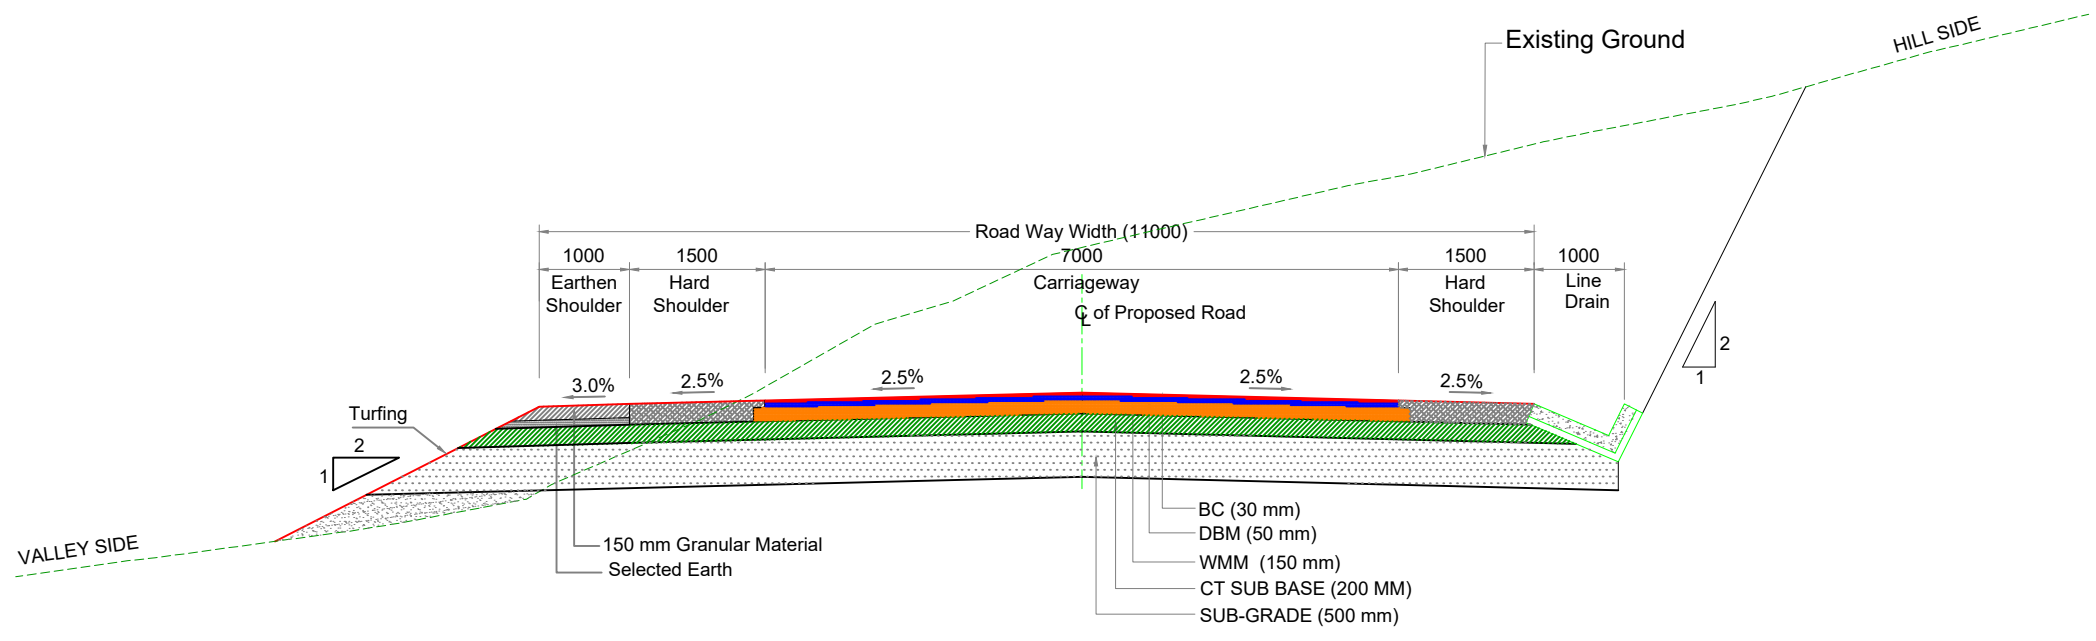 Existing Ground
HILL SIDE
Road Way Width (11000)
1000
1500
7000
1500
1000
Earthen
Shoulder
Hard
Shoulder
Carriageway
Hard
Shoulder
Line
Drain
℄ of Proposed Road
3.0%
2.5%
2.5%
2.5%
2.5%
2
1
Turfing
2
1
VALLEY SIDE
150 mm Granular Material
Selected Earth
BC (30 mm)
DBM (50 mm)
WMM (150 mm)
CT SUB BASE (200 MM)
SUB-GRADE (500 mm)